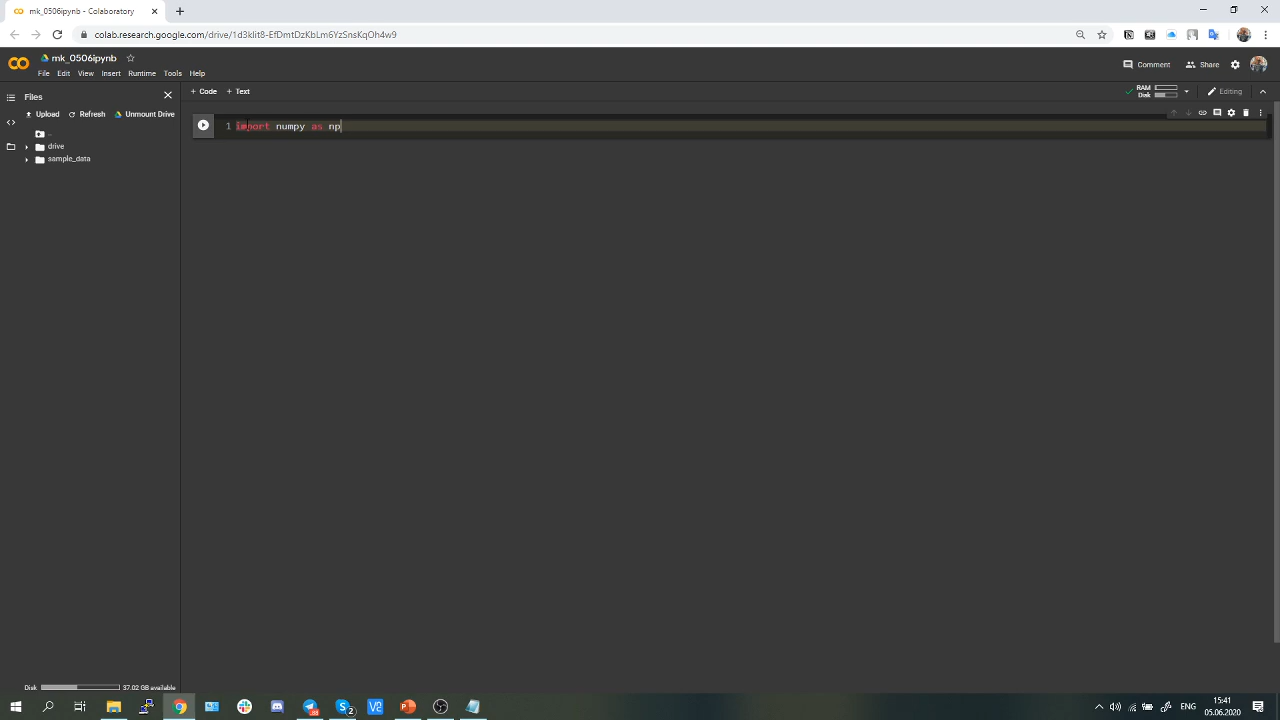 mk_0506ipynb - Colaboratory
colab.research.google.com/drive/1d3klit8-EfDmtDzKbLm6YzSnsKqOh4w9
mk_0506ipynb
File Edit View Insert Runtime Tools Help
Comment Share
+ Code + Text
RAM
Disk
Editing
Files
Upload Refresh Unmount Drive
..
drive
sample_data
1 import numpy as np
Disk 37.02 GB available
2
ENG
15:41
05.06.2020